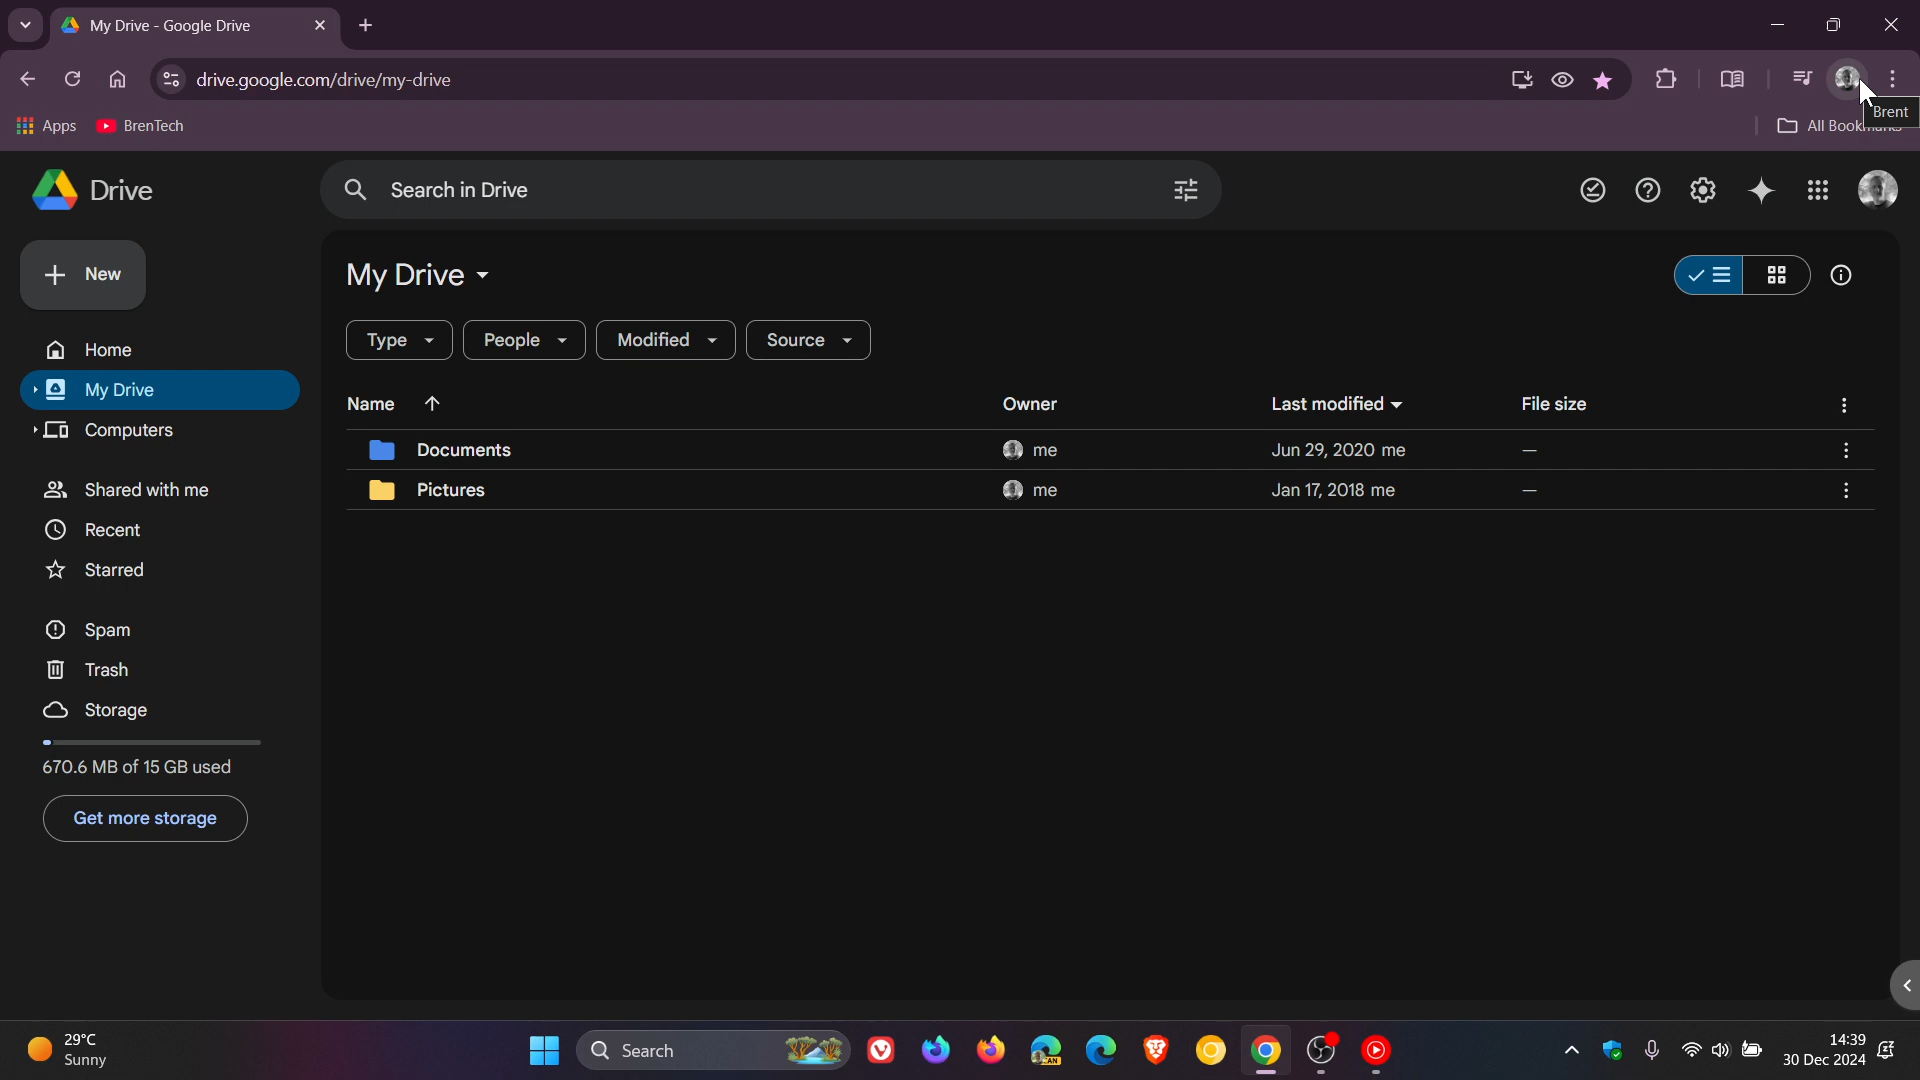 My Drive - Google Drive
drive.google.com/drive/my-drive
Brent
Apps
BrenTech
All Bookmarks
Drive
Search in Drive
New
My Drive
Type
People
Modified
Source
Home
My Drive
Computers
Shared with me
Recent
Starred
Spam
Trash
Storage
670.6 MB of 15 GB used
Get more storage
Name
Owner
Last modified
File size
Documents
me
Jun 29, 2020 me
—
Pictures
me
Jan 17, 2018 me
—
29°C
Sunny
Search
CAN
14:39
30 Dec 2024